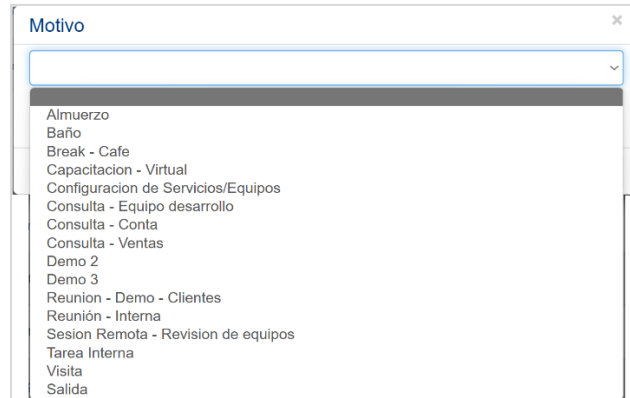 Motivo
×
Almuerzo
Baño
Break - Cafe
Capacitacion - Virtual
Configuracion de Servicios/Equipos
Consulta - Equipo desarrollo
Consulta - Conta
Consulta - Ventas
Demo 2
Demo 3
Reunion - Demo - Clientes
Reunión - Interna
Sesion Remota - Revision de equipos
Tarea Interna
Visita
Salida